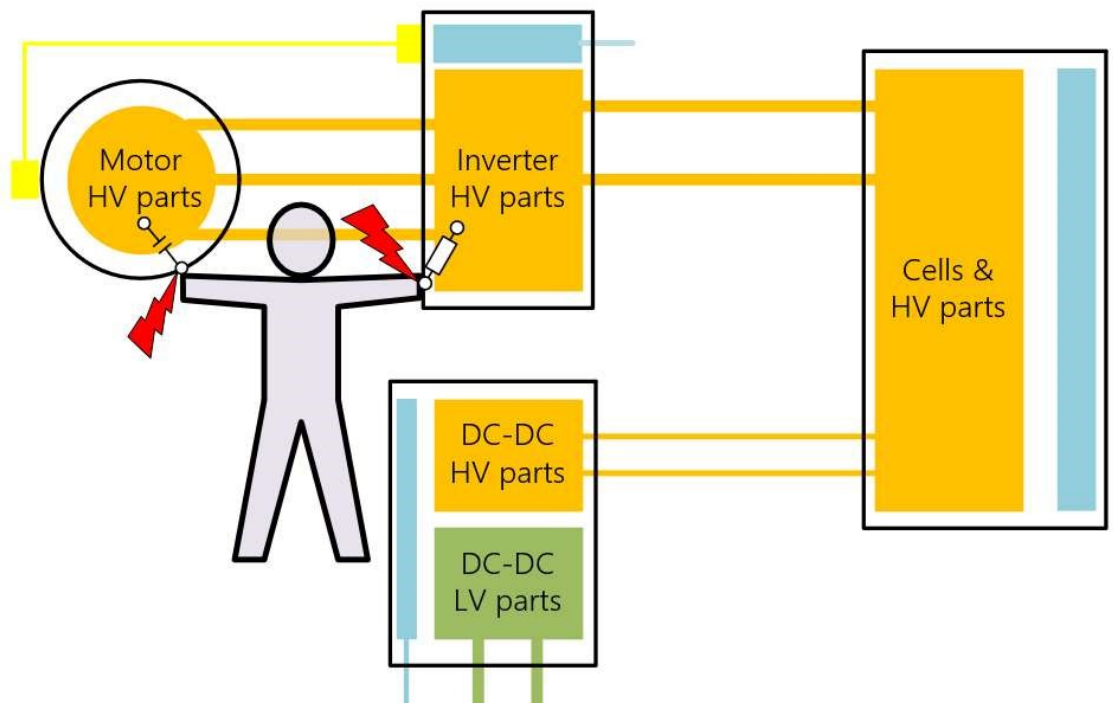 Motor
HV parts
Inverter
HV parts
Cells &
HV parts
DC-DC
HV parts
DC-DC
LV parts